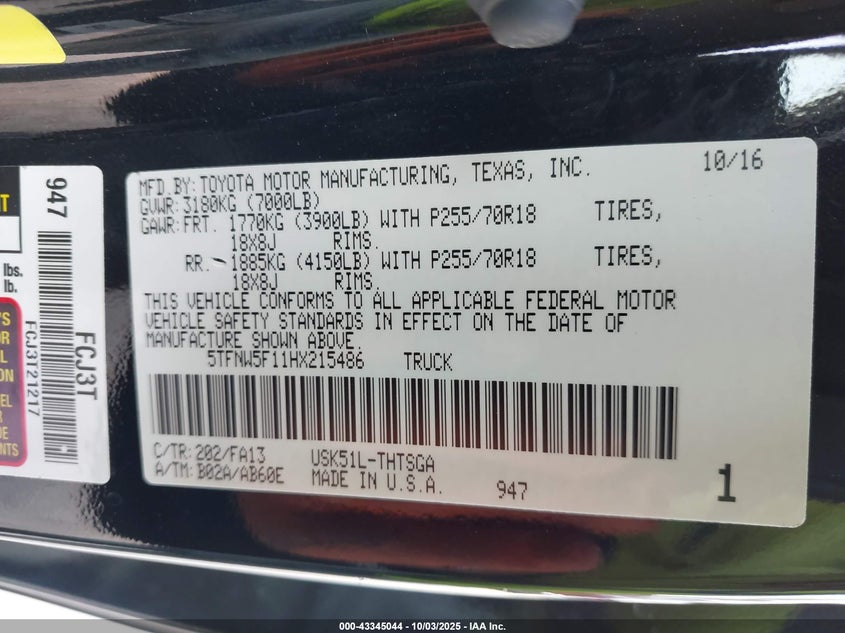 MFD.BY:TOYOTA MOTOR MANUFACTURING, TEXAS, INC. 10/16
GVWR:3180KG (7000LB)
GAWR:FRT. 1770KG (3900LB) WITH P255/70R18 TIRES,
18X8J RIMS.
RR. 1885KG (4150LB) WITH P255/70R18 TIRES,
18X8J RIMS.
THIS VEHICLE CONFORMS TO ALL APPLICABLE FEDERAL MOTOR
VEHICLE SAFETY STANDARDS IN EFFECT ON THE DATE OF
MANUFACTURE SHOWN ABOVE.
5TFNW5F11HX215486 TRUCK
C/TR:202/FA13 USK51L-THTSGA
A/TM:B02A/AB60E MADE IN U.S.A. 947 1
947
FCJ3T
FCJ3T21217
lbs.
lb.
000-43345044 - 10/03/2025 - IAA Inc.